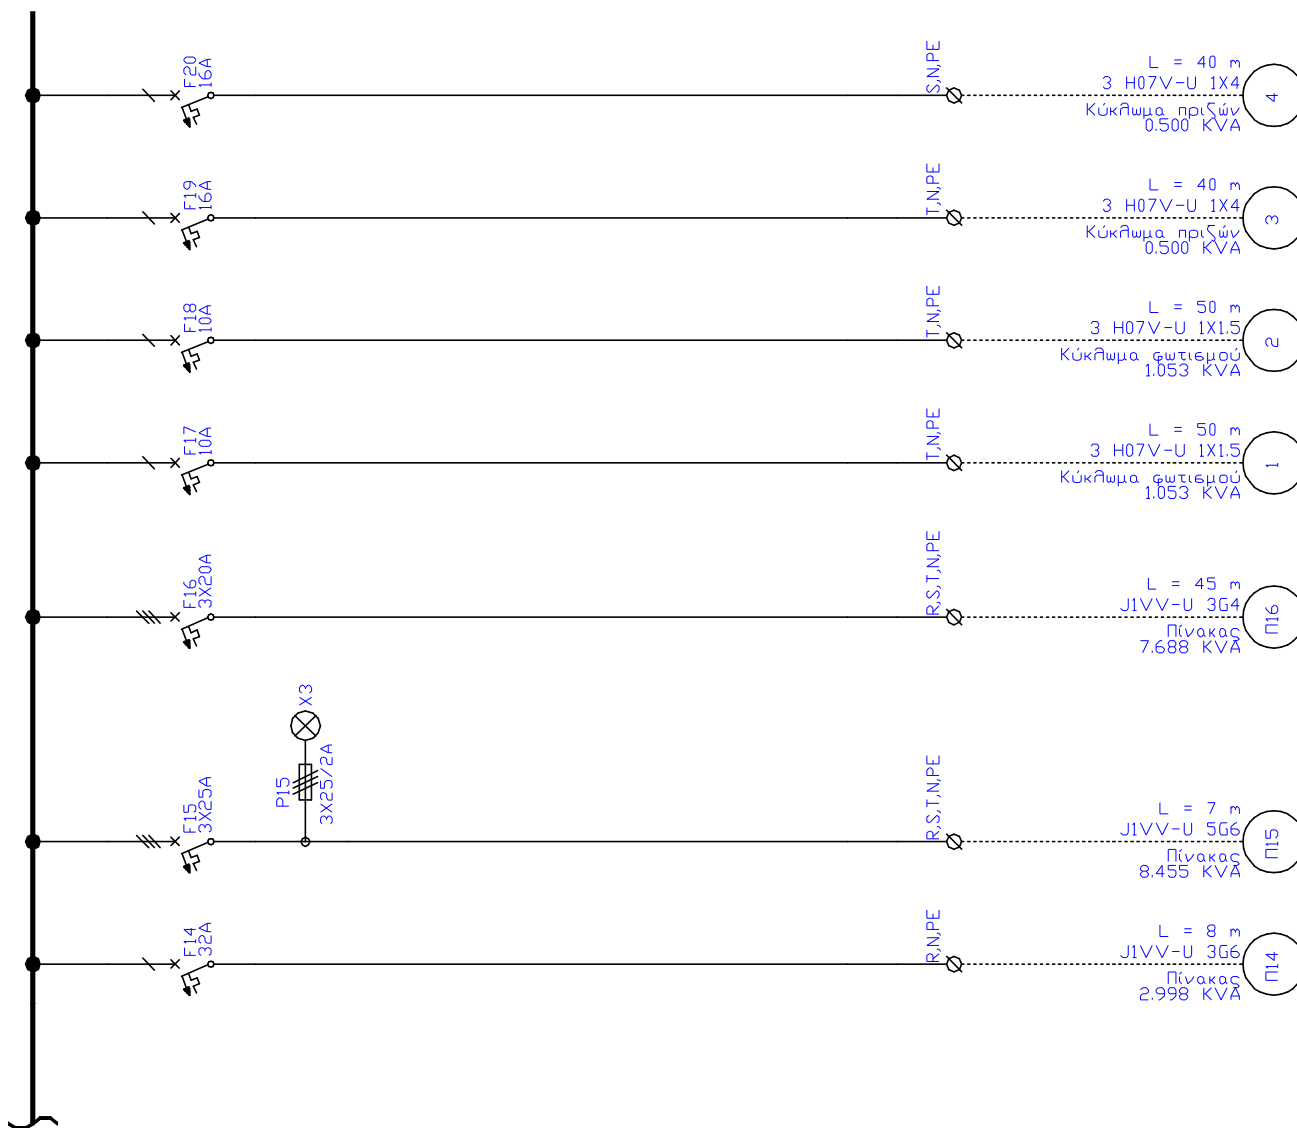 F20
16A
S,N,PE
L = 40 m
3 H07V-U 1X4
Κύκλωμα πριζών
0.500 KVA
4
F19
16A
T,N,PE
L = 40 m
3 H07V-U 1X4
Κύκλωμα πριζών
0.500 KVA
3
F18
10A
T,N,PE
L = 50 m
3 H07V-U 1X1.5
Κύκλωμα φωτισμού
1.053 KVA
2
F17
10A
T,N,PE
L = 50 m
3 H07V-U 1X1.5
Κύκλωμα φωτισμού
1.053 KVA
1
F16
3X20A
R,S,T,N,PE
L = 45 m
J1VV-U 3G4
Πίνακας
7.688 KVA
Π16
X3
P15
3X25/2A
F15
3X25A
R,S,T,N,PE
L = 7 m
J1VV-U 5G6
Πίνακας
8.455 KVA
Π15
F14
32A
R,N,PE
L = 8 m
J1VV-U 3G6
Πίνακας
2.998 KVA
Π14